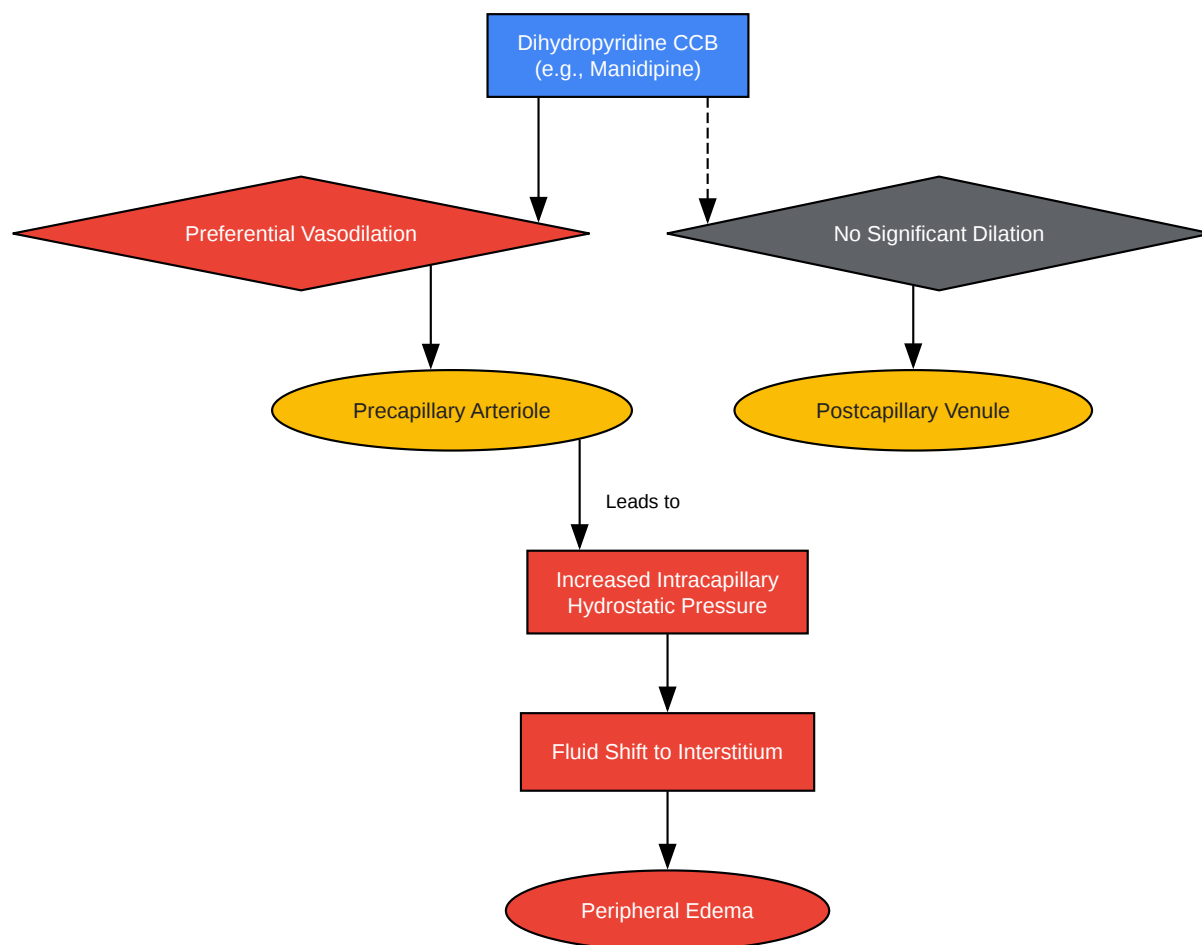 Dihydropyridine CCB
(e.g., Manidipine)
Preferential Vasodilation
No Significant Dilation
Precapillary Arteriole
Postcapillary Venule
Leads to
Increased Intracapillary
Hydrostatic Pressure
Fluid Shift to Interstitium
Peripheral Edema